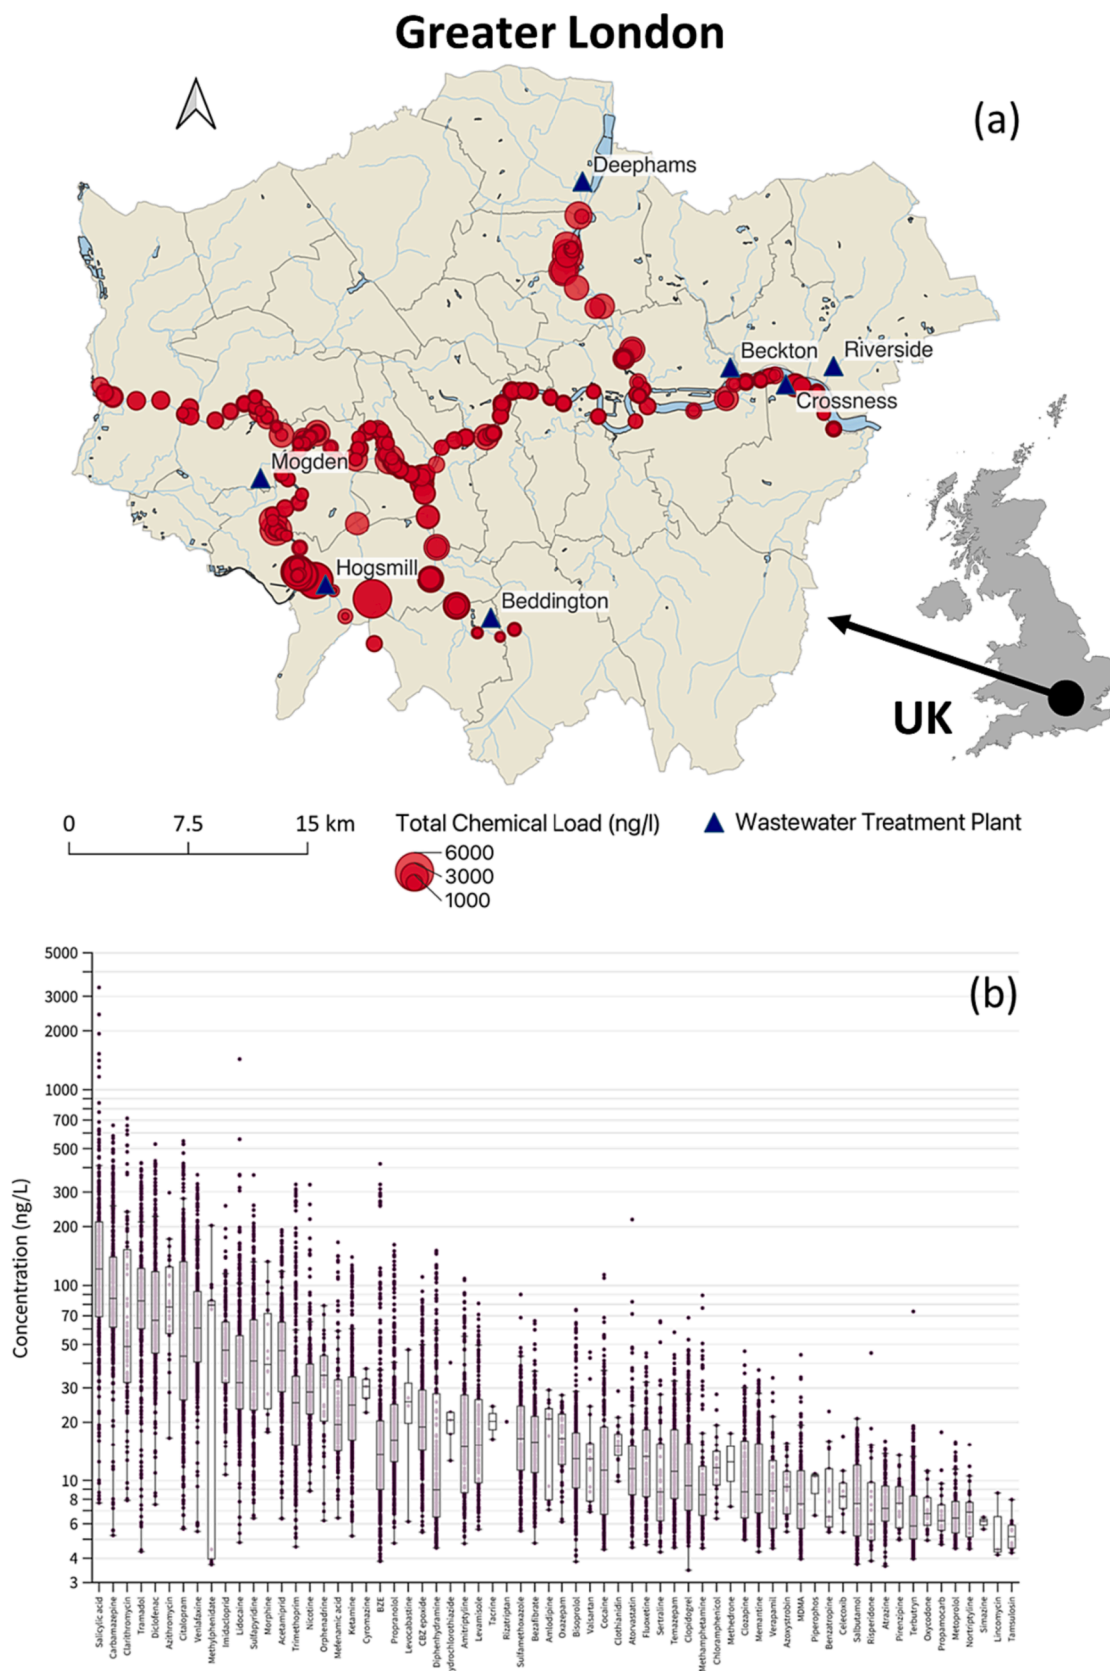 Greater London
(a)
Deephams
Beckton
Riverside
Crossness
Mogden
Hogsmill
Beddington
UK
0 7.5 15 km
Total Chemical Load (ng/l)
Wastewater Treatment Plant
6000
3000
1000
(b)
Concentration (ng/L)
5000
3000
2000
1000
700
500
300
200
100
70
50
30
20
10
8
6
4
3
Salicylic acid
Carbamazepine
Clarithromycin
Tramadol
Diclofenac
Azithromycin
Citalopram
Venlafaxine
Methylphenidate
Imidacloprid
Lidocaine
Sulfapyridine
Morphine
Acetamiprid
Trimethoprim
Nicotine
Orphenadrine
Mefenamic acid
Ketamine
Cyromazine
BZE
Propranolol
Levocabastine
CBZ epoxide
Diphenhydramine
ydrochlorothiazide
Amitriptyline
Levamisole
Tacrine
Rizatriptan
Sulfamethoxazole
Bezafibrate
Amlodipine
Oxazepam
Bisoprolol
Valsartan
Cocaine
Clothianidin
Atorvastatin
Fluoxetine
Sertraline
Temazepam
Clopidogrel
Methamphetamine
Chloramphenicol
Methedrone
Clozapine
Memantine
Verapamil
Azoxystrobin
MDMA
Piperophos
Benzatropine
Celecoxib
Salbutamol
Risperidone
Atrazine
Pirenzipine
Terbutryn
Oxycodone
Propamocarb
Metoprolol
Nortriptyline
Simazine
Lincomycin
Tamsulosin